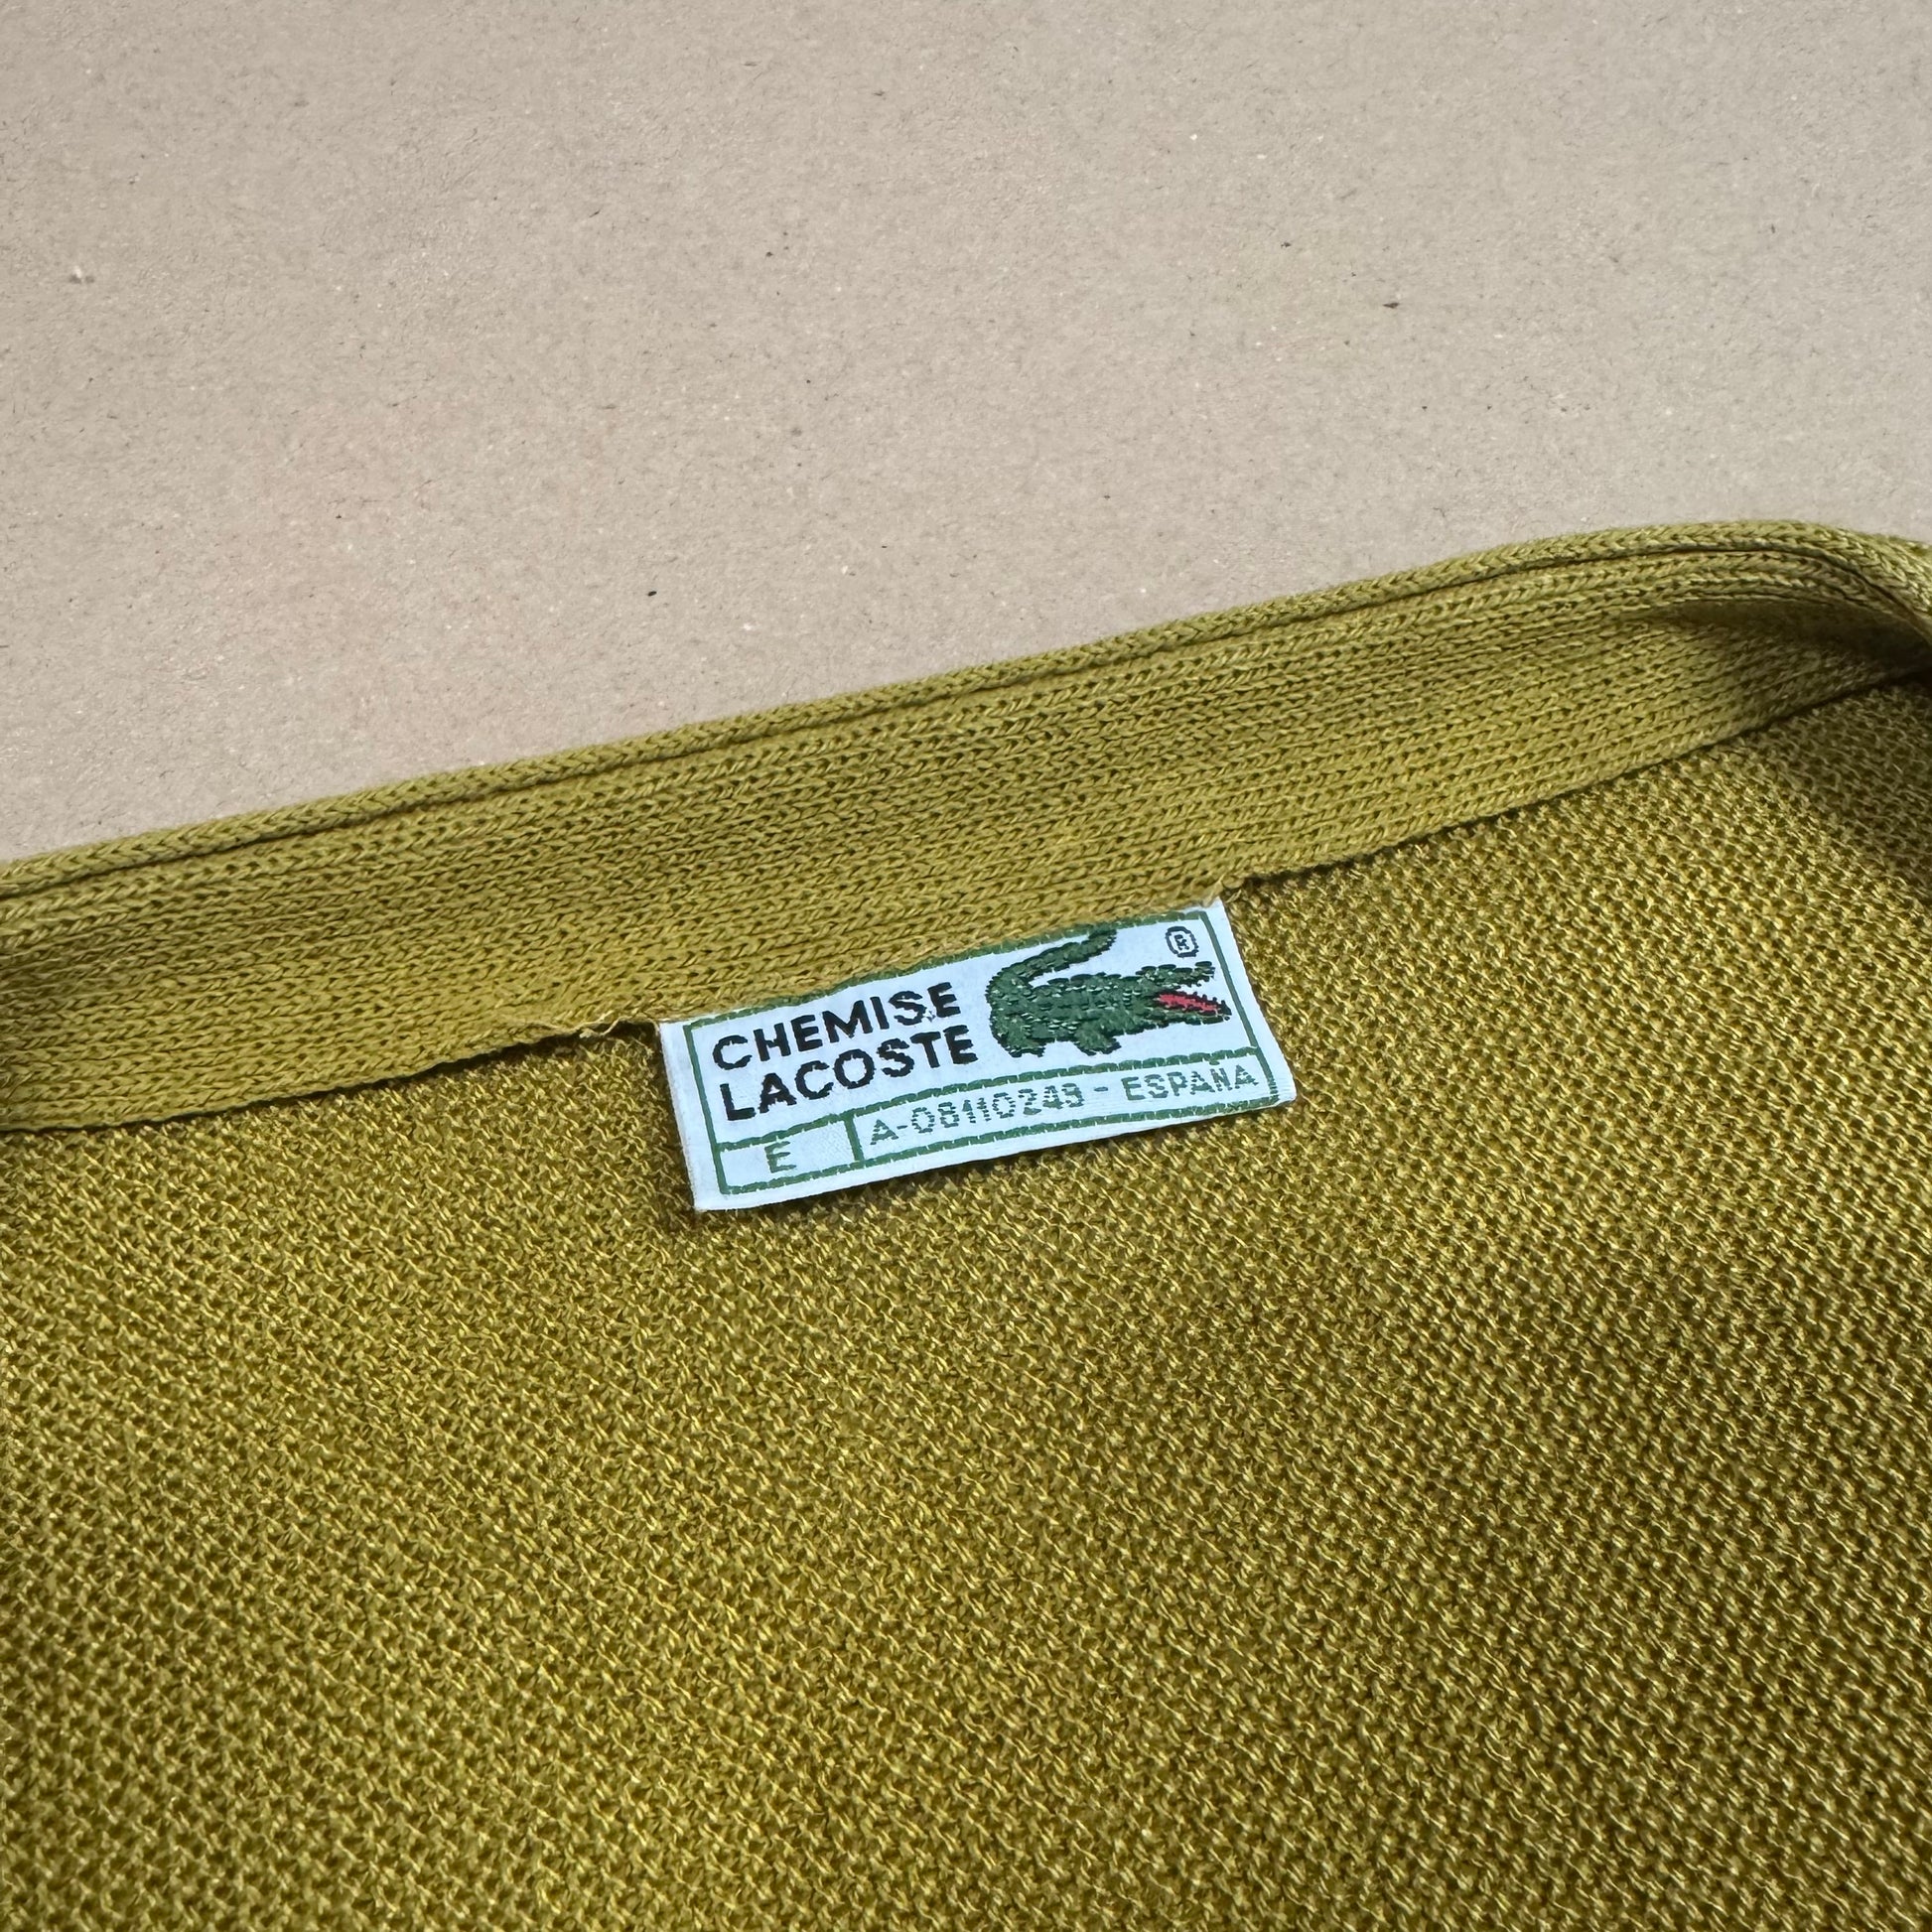 CHEMISE ®
LACOSTE
E A-08110249 - ESPAÑA